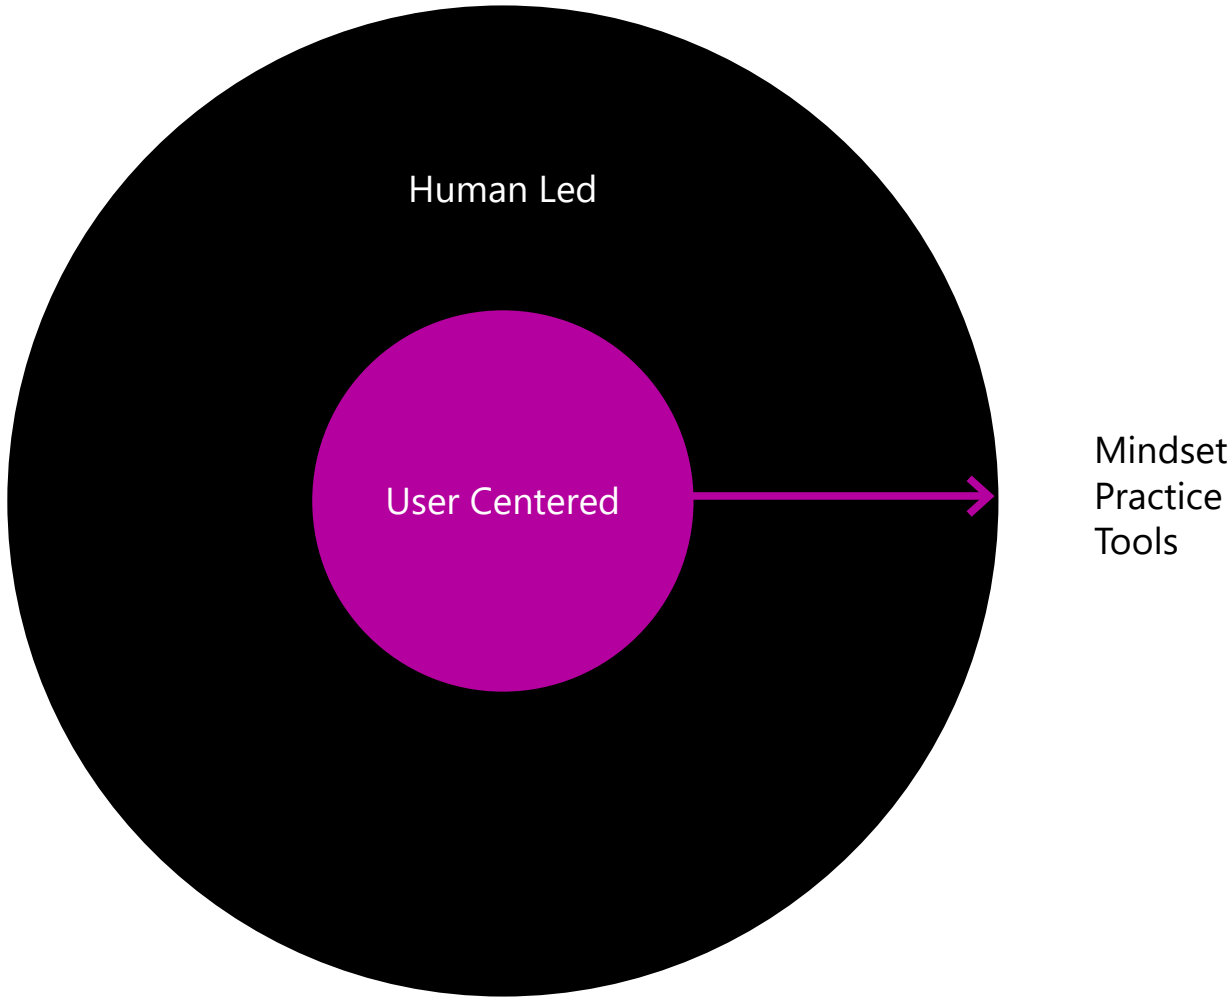 Human Led
User Centered
Mindset
Practice
Tools